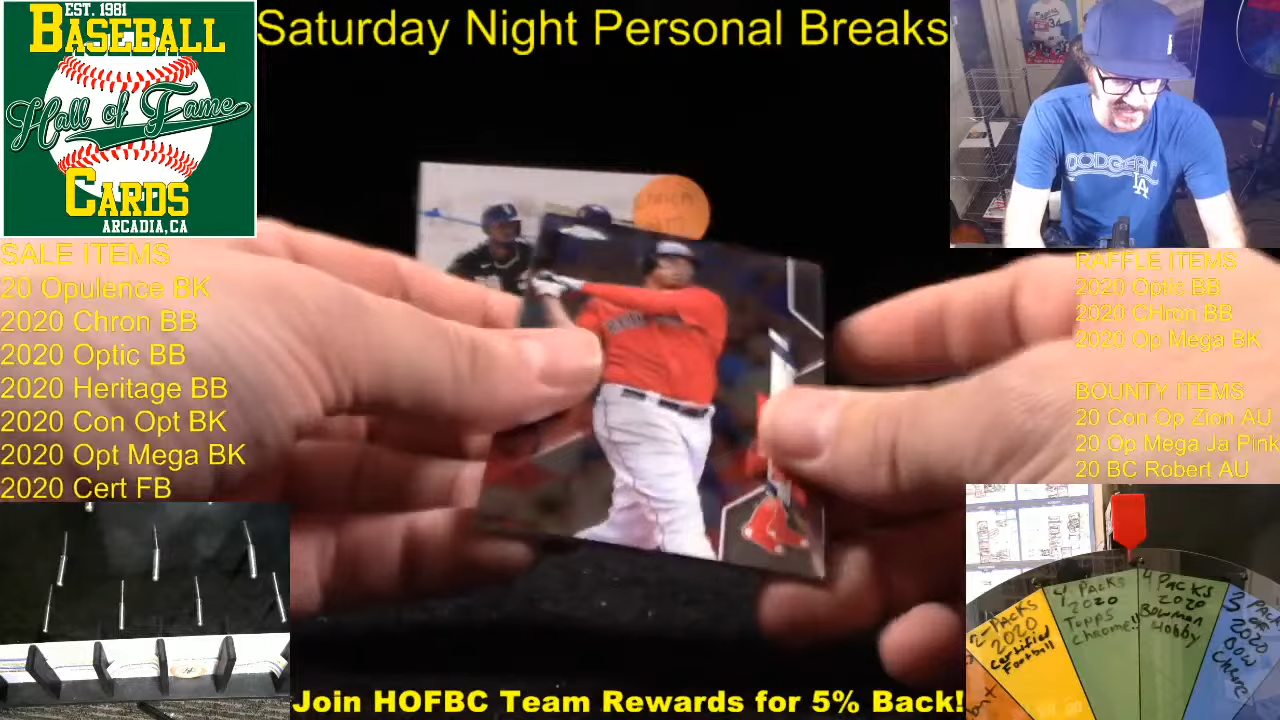 EST. 1981
BASEBALL
Hall of Fame
CARDS
ARCADIA, CA
Saturday Night Personal Breaks
SALE ITEMS
20 Opulence BK
2020 Chron BB
2020 Optic BB
2020 Heritage BB
2020 Con Opt BK
2020 Opt Mega BK
2020 Cert FB
DODGERS
LA
RAFFLE ITEMS
2020 Optic BB
2020 CHron BB
2020 Op Mega BK
BOUNTY ITEMS
20 Con Op Zion AU
20 Op Mega Ja Pink
20 BC Robert AU
2-PACKS
2020
Certified
Football
4 PACKS
2020
TOPPS
Chrome!!
4 PACKS
2020
BOWMAN
Hobby
2020
BOW
Chrome
Join HOFBC Team Rewards for 5% Back!